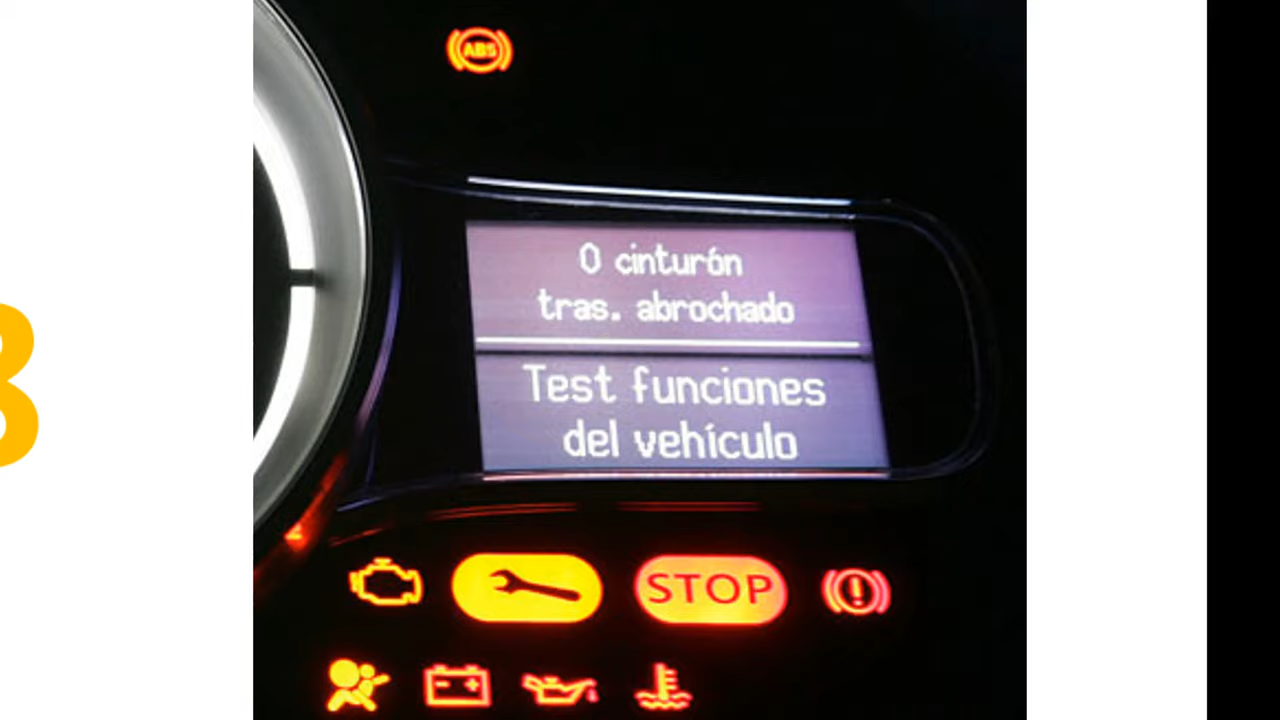 ABS
0 cinturón
tras. abrochado
Test funciones
del vehículo
STOP